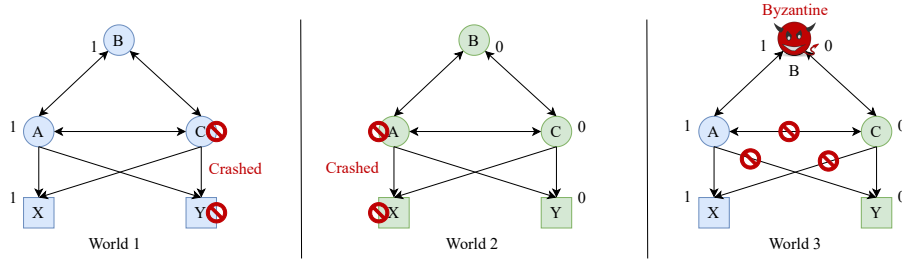 Byzantine
1 B
B 0
1 0
B
1 A C
A C 0
1 A C 0
Crashed
Crashed
1 X Y
X Y 0
1 X Y 0
World 1
World 2
World 3